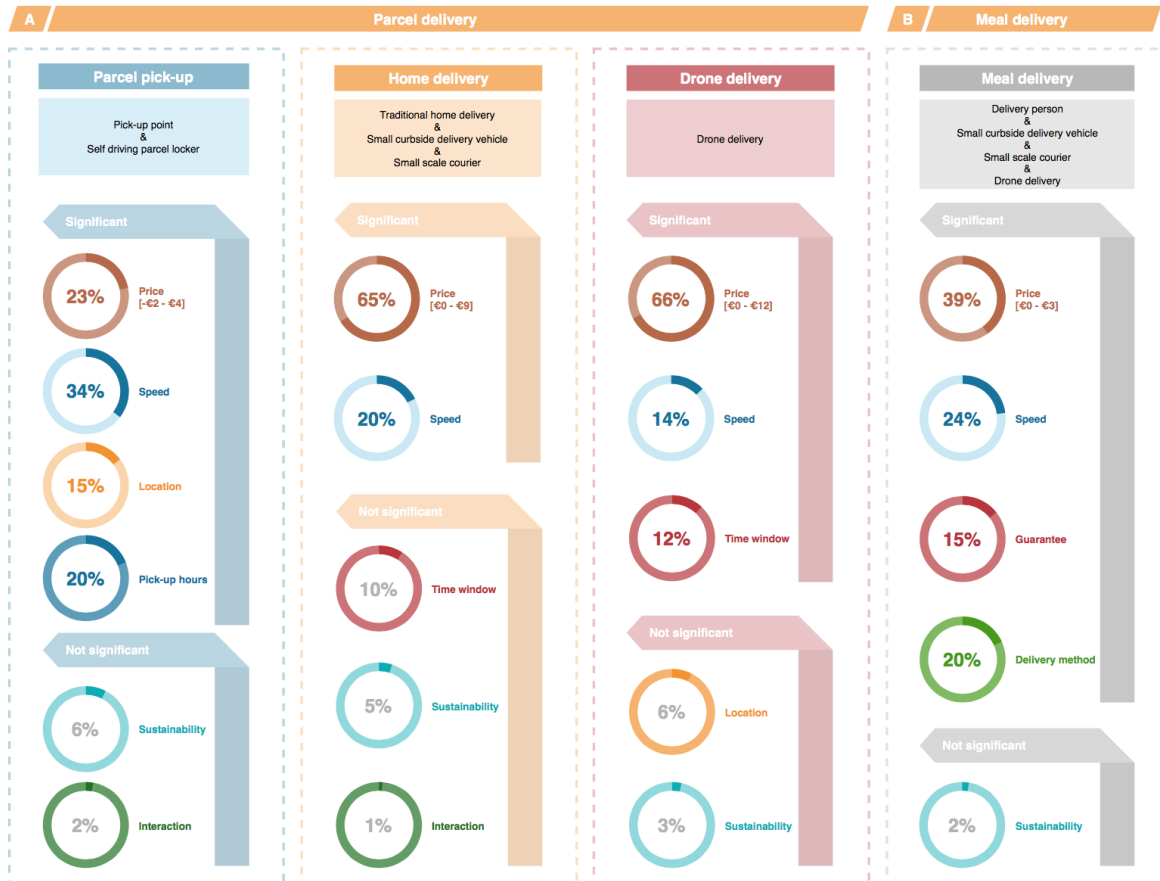 A
Parcel delivery
B
Meal delivery
Parcel pick-up
Pick-up point
&
Self driving parcel locker
Significant
23%
Price
[-€2 - €4]
34%
Speed
15%
Location
20%
Pick-up hours
Not significant
6%
Sustainability
2%
Interaction
Home delivery
Traditional home delivery
&
Small curbside delivery vehicle
&
Small scale courier
Significant
65%
Price
[€0 - €9]
20%
Speed
Not significant
10%
Time window
5%
Sustainability
1%
Interaction
Drone delivery
Drone delivery
Significant
66%
Price
[€0 - €12]
14%
Speed
12%
Time window
Not significant
6%
Location
3%
Sustainability
Meal delivery
Delivery person
&
Small curbside delivery vehicle
&
Small scale courier
&
Drone delivery
Significant
39%
Price
[€0 - €3]
24%
Speed
15%
Guarantee
20%
Delivery method
Not significant
2%
Sustainability